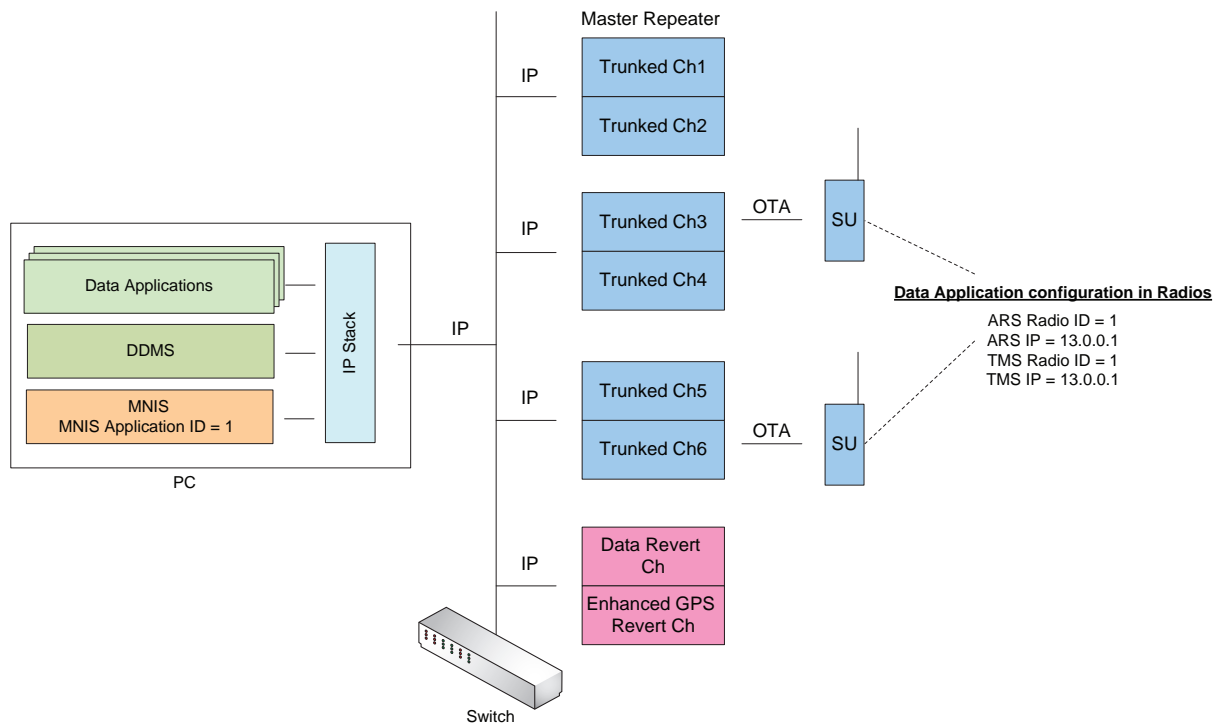 Master Repeater
IP
Trunked Ch1
Trunked Ch2
IP
Trunked Ch3
Trunked Ch4
OTA
SU
Data Applications
DDMS
MNIS
MNIS Application ID = 1
IP Stack
PC
IP
Data Application configuration in Radios
ARS Radio ID = 1
ARS IP = 13.0.0.1
TMS Radio ID = 1
TMS IP = 13.0.0.1
IP
Trunked Ch5
Trunked Ch6
OTA
SU
IP
Data Revert
Ch
Enhanced GPS
Revert Ch
Switch